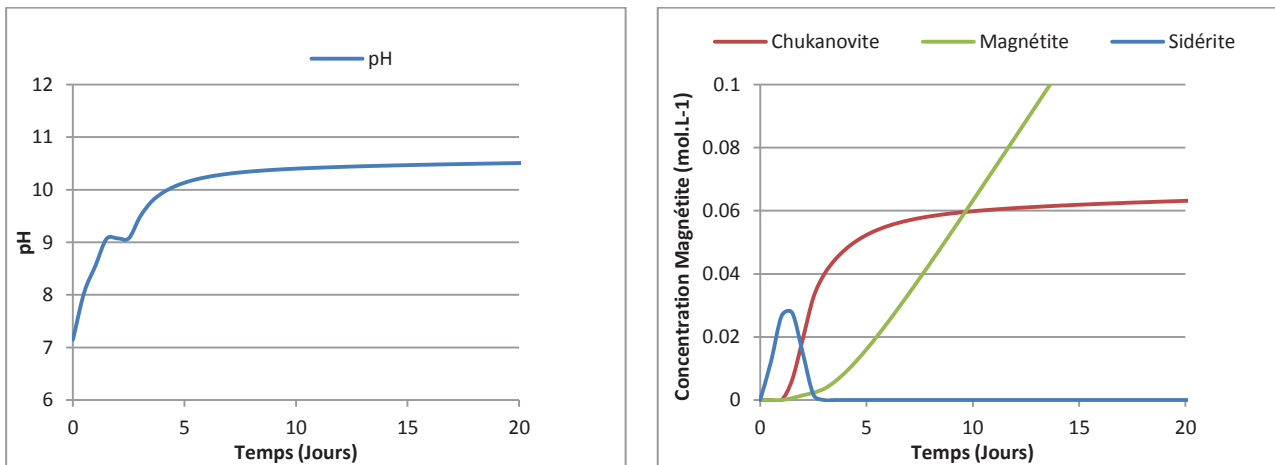 pH
12
11
10
9
8
7
6
pH
0 5 10 15 20
Temps (Jours)
Chukanovite Magnétite Sidérite
0.1
0.08
0.06
0.04
0.02
0
Concentration Magnétite (mol.L-1)
0 5 10 15 20
Temps (Jours)